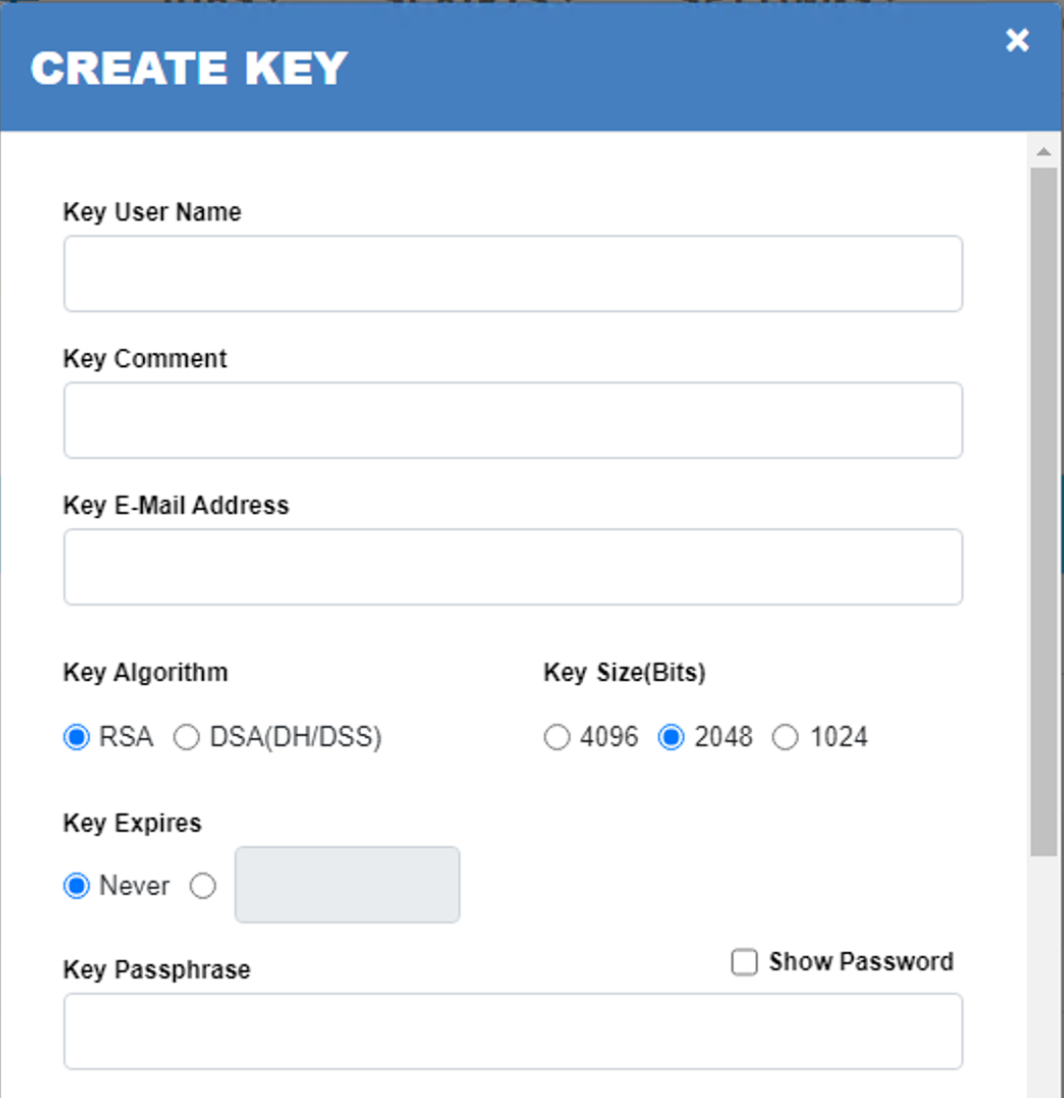 CREATE KEY
Key User Name
Key Comment
Key E-Mail Address
Key Algorithm Key Size(Bits)
RSA DSA(DH/DSS) 4096 2048 1024
Key Expires
Never
Show Password
Key Passphrase